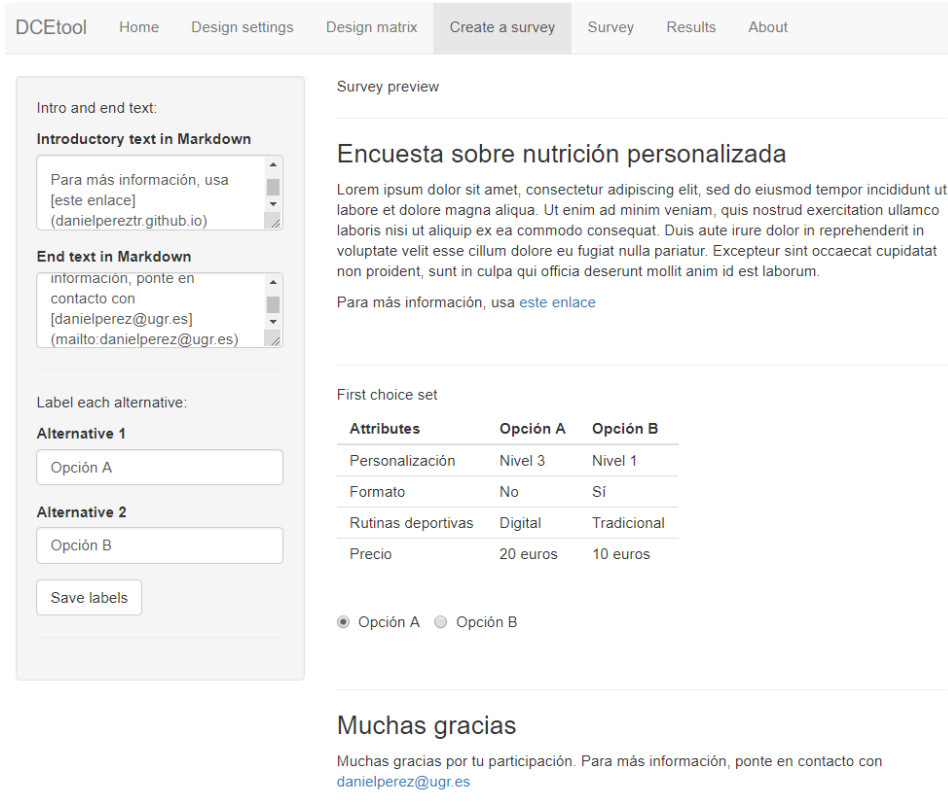 DCEtool Home Design settings Design matrix Create a survey Survey Results About
Intro and end text:
Introductory text in Markdown
Para más información, usa
[este enlace]
(danielpereztr.github.io)
End text in Markdown
información, ponte en
contacto con
[danielperez@ugr.es]
(mailto:danielperez@ugr.es)
Label each alternative:
Alternative 1
Opción A
Alternative 2
Opción B
Save labels
Survey preview
Encuesta sobre nutrición personalizada
Lorem ipsum dolor sit amet, consectetur adipiscing elit, sed do eiusmod tempor incididunt ut
labore et dolore magna aliqua. Ut enim ad minim veniam, quis nostrud exercitation ullamco
laboris nisi ut aliquip ex ea commodo consequat. Duis aute irure dolor in reprehenderit in
voluptate velit esse cillum dolore eu fugiat nulla pariatur. Excepteur sint occaecat cupidatat
non proident, sunt in culpa qui officia deserunt mollit anim id est laborum.
Para más información, usa este enlace
First choice set
Attributes Opción A Opción B
Personalización Nivel 3 Nivel 1
Formato No Sí
Rutinas deportivas Digital Tradicional
Precio 20 euros 10 euros
Opción A Opción B
Muchas gracias
Muchas gracias por tu participación. Para más información, ponte en contacto con
danielperez@ugr.es